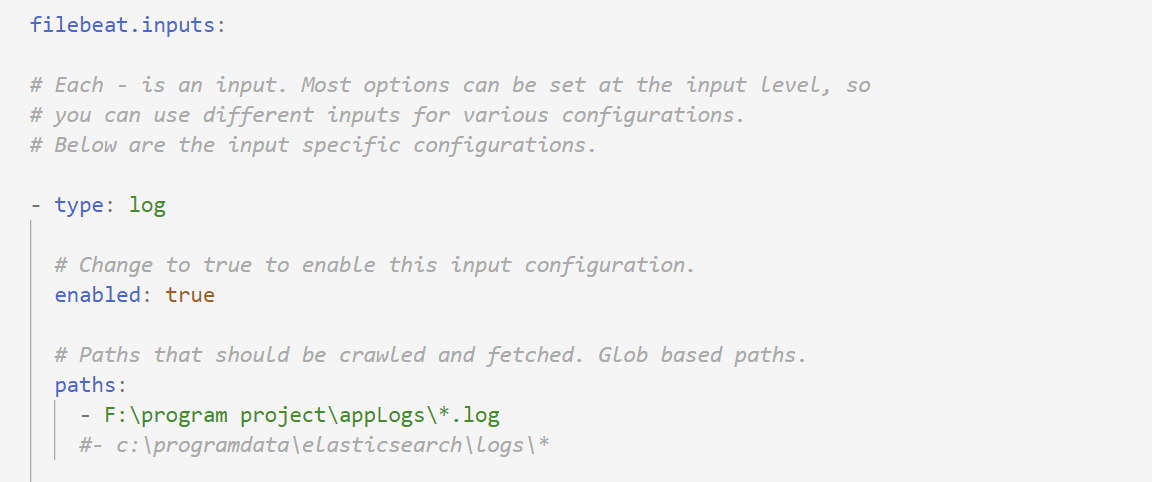 filebeat.inputs:
# Each - is an input. Most options can be set at the input level, so
# you can use different inputs for various configurations.
# Below are the input specific configurations.
- type: log
# Change to true to enable this input configuration.
enabled: true
# Paths that should be crawled and fetched. Glob based paths.
paths:
- F:\program project\appLogs\*.log
#- c:\programdata\elasticsearch\logs\*